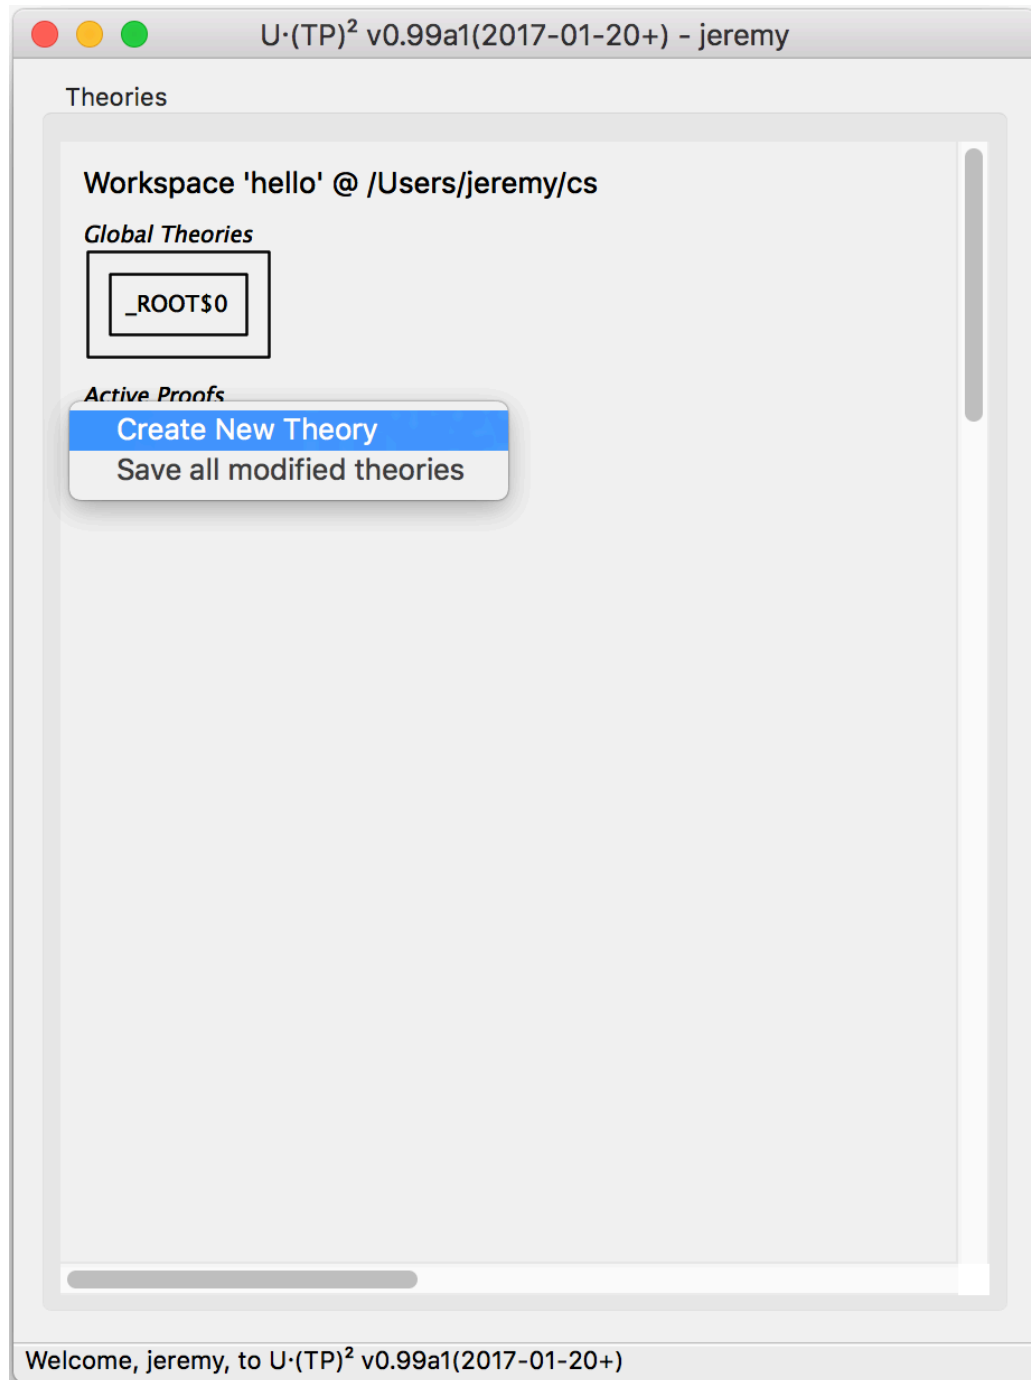 U·(TP)² v0.99a1(2017-01-20+) - jeremy
Theories
Workspace 'hello' @ /Users/jeremy/cs
Global Theories
_ROOT$0
Active Proofs
Create New Theory
Save all modified theories
Welcome, jeremy, to U·(TP)² v0.99a1(2017-01-20+)